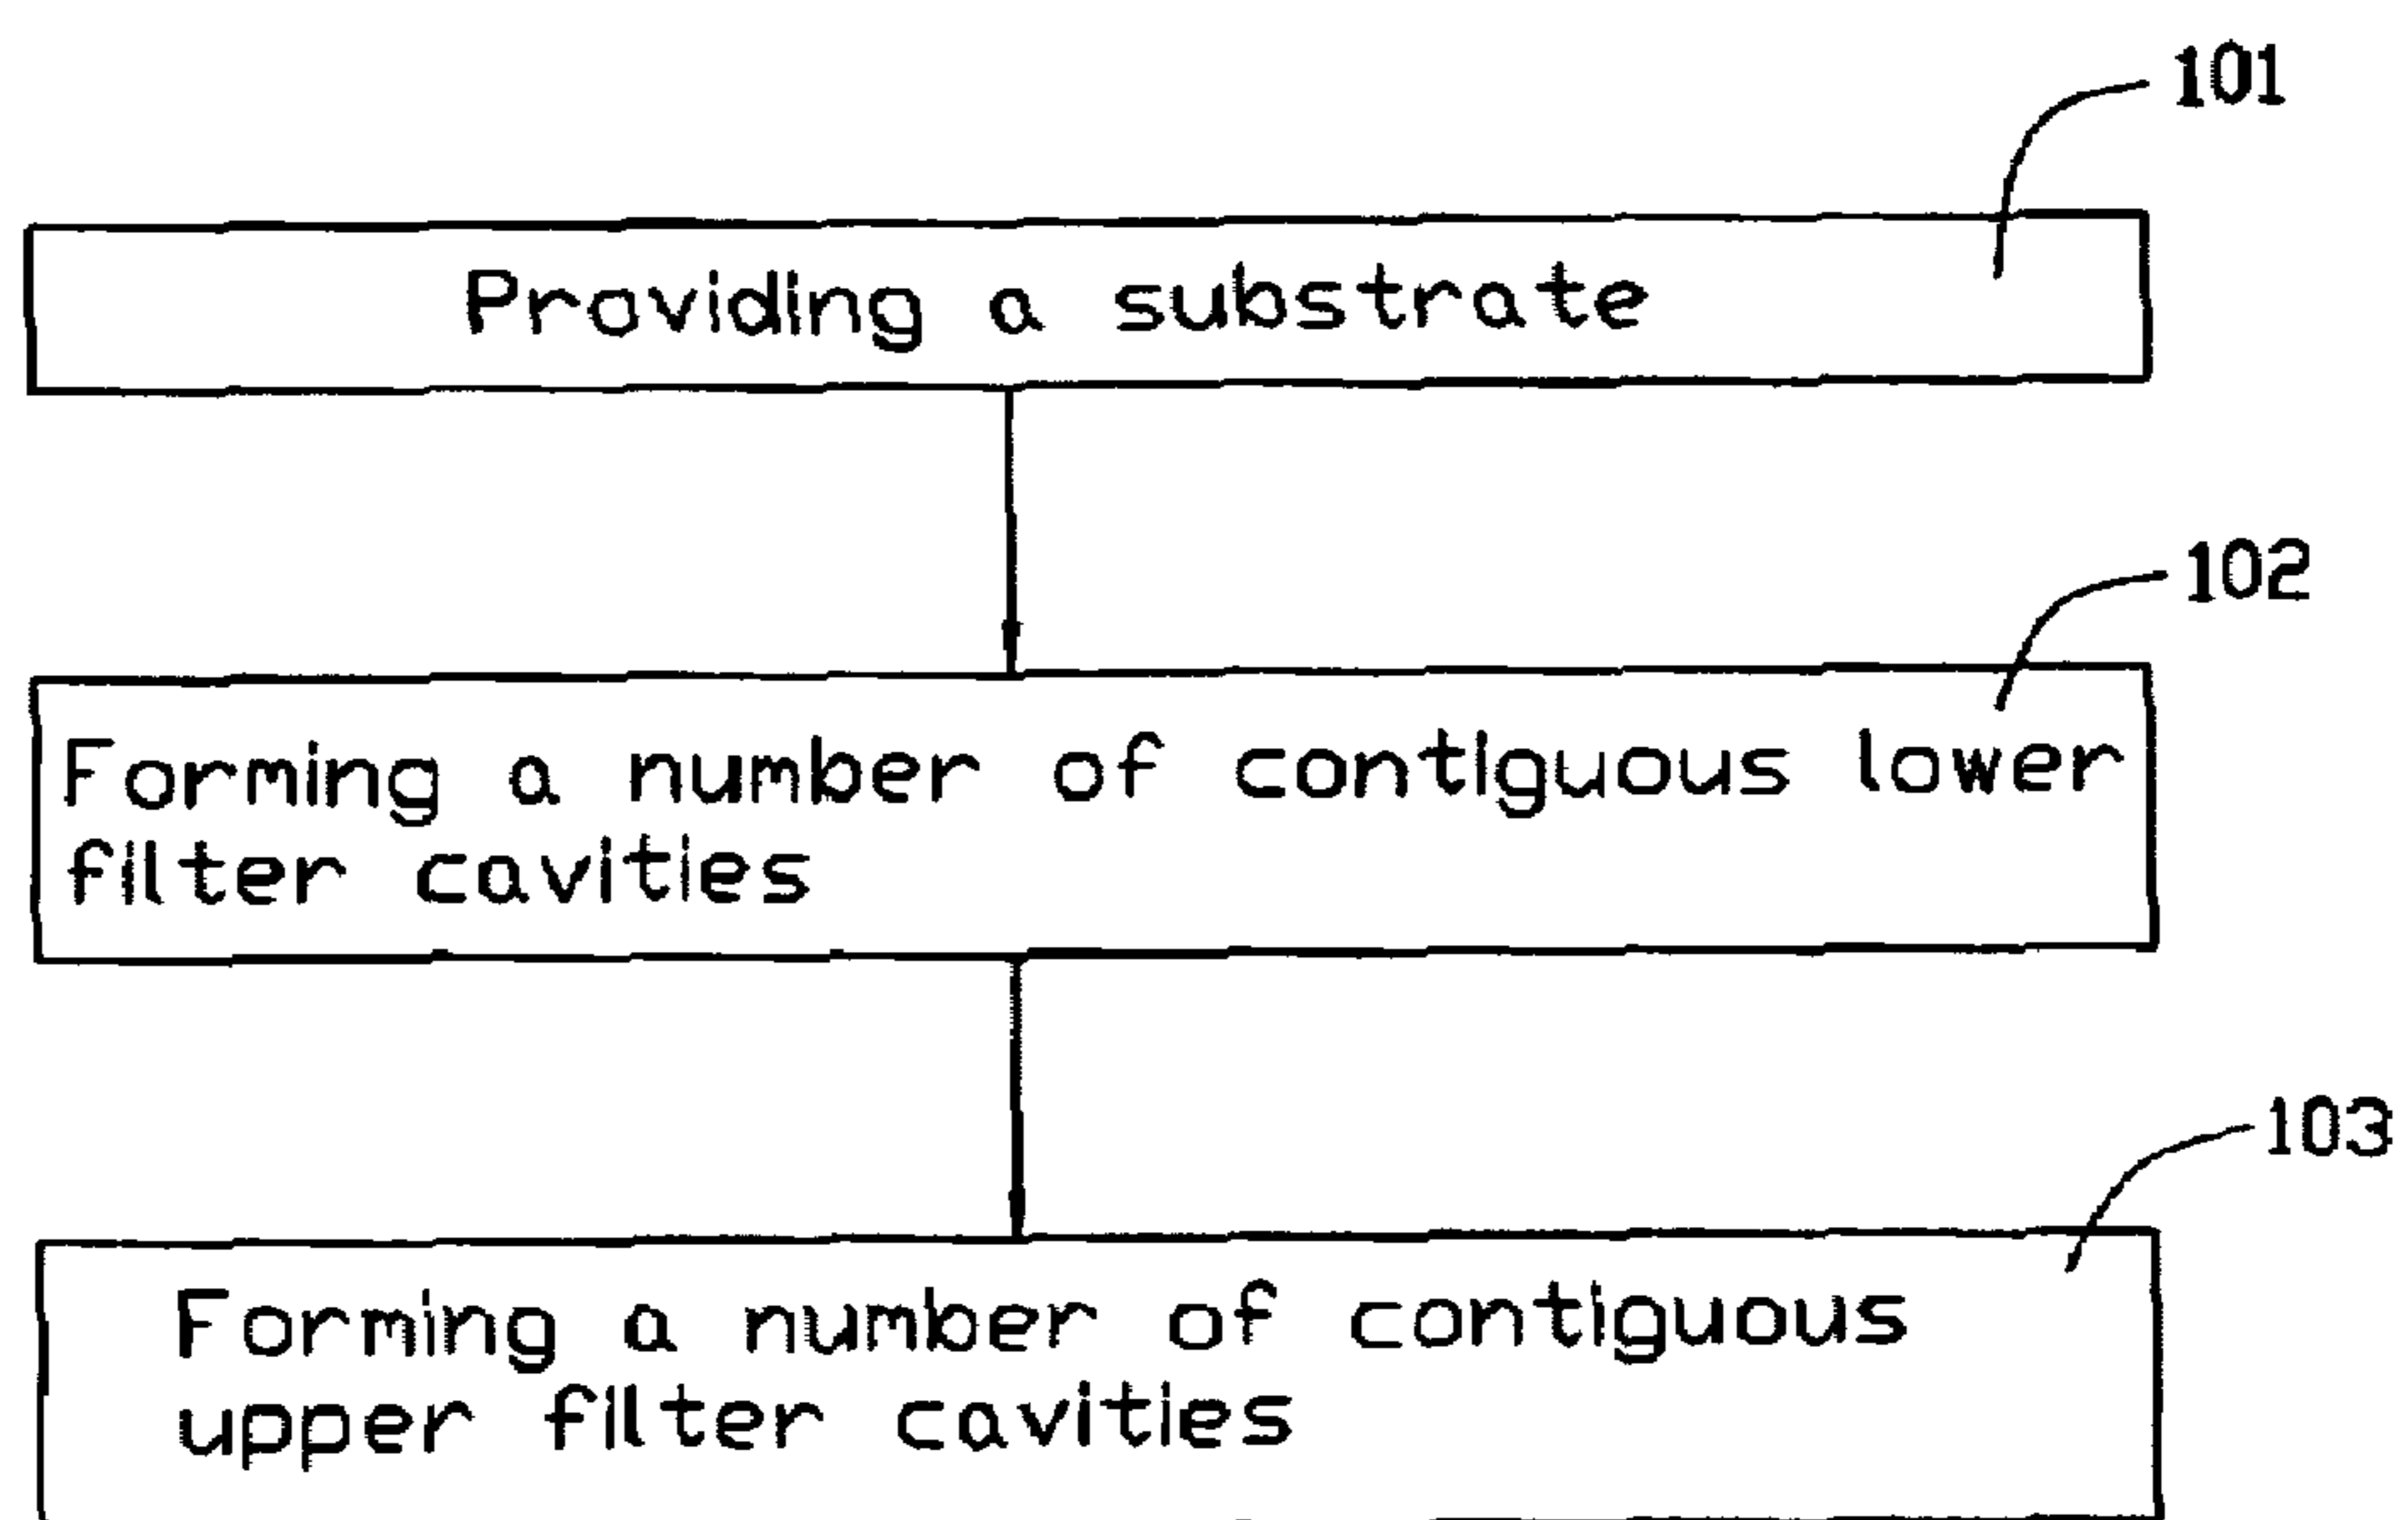 101
Providing a substrate
102
Forming a number of contiguous lower
filter cavities
103
Forming a number of contiguous
upper filter cavities